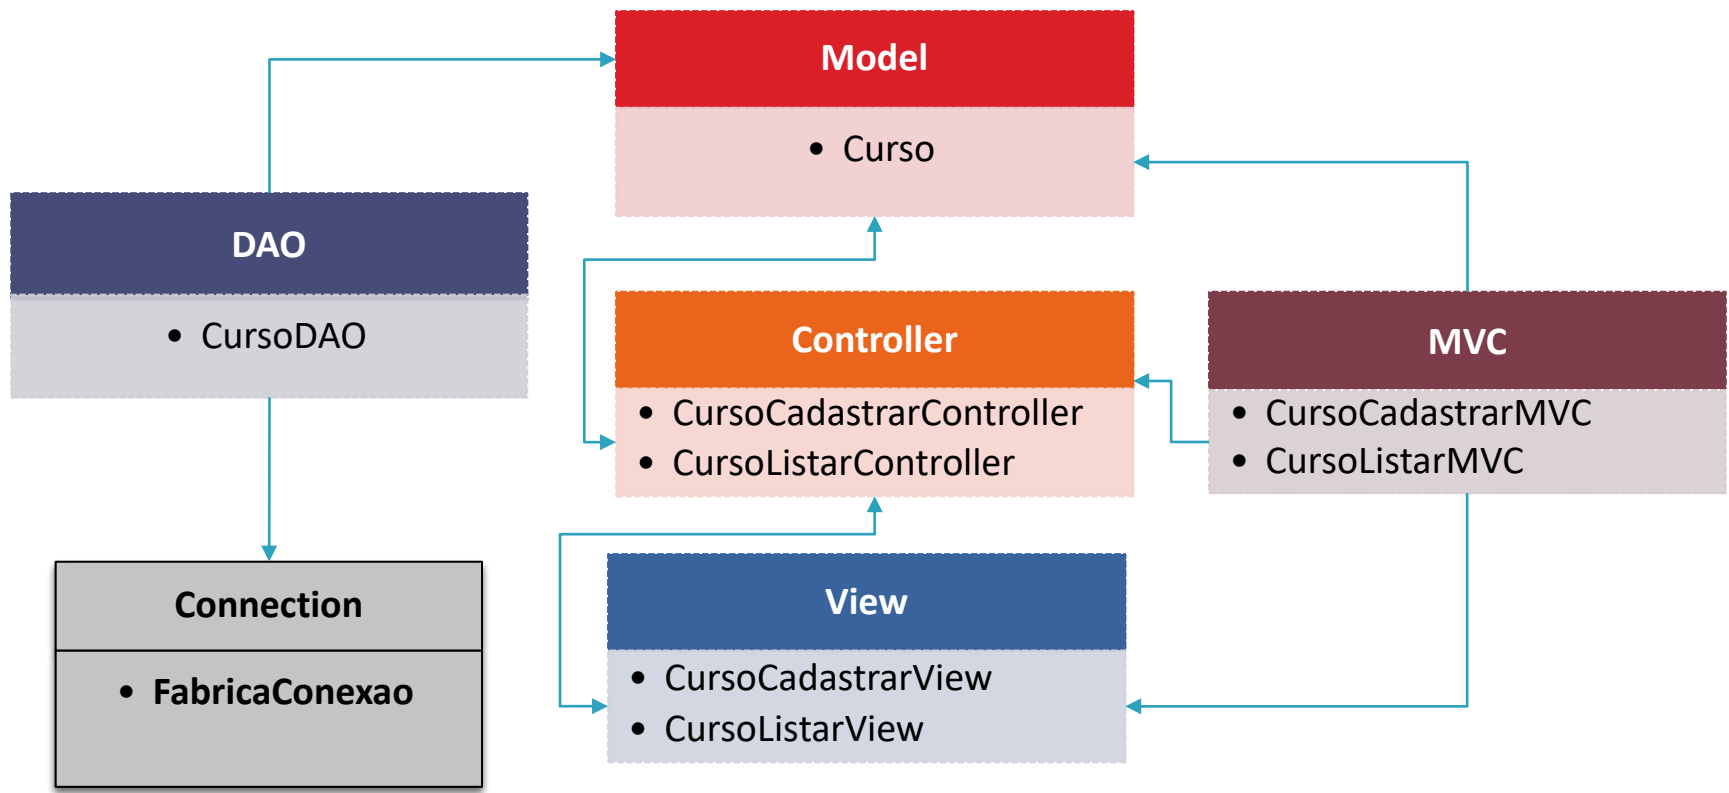 Model
• Curso
DAO
• CursoDAO
Controller
• CursoCadastrarController
• CursoListarController
MVC
• CursoCadastrarMVC
• CursoListarMVC
Connection
• FabricaConexao
View
• CursoCadastrarView
• CursoListarView